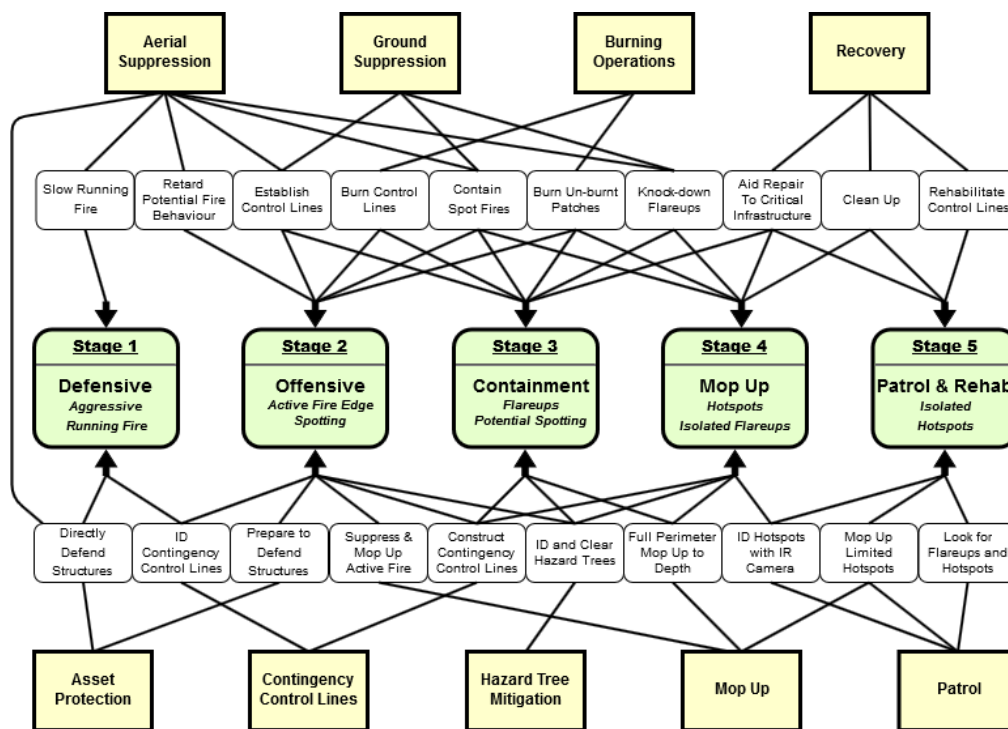 Aerial
Suppression
Ground
Suppression
Burning
Operations
Recovery
Slow Running
Fire
Retard
Potential Fire
Behaviour
Establish
Control Lines
Burn Control
Lines
Contain
Spot Fires
Burn Un-burnt
Patches
Knock-down
Flareups
Aid Repair
To Critical
Infrastructure
Clean Up
Rehabilitate
Control Lines
Stage 1
Defensive
Aggressive
Running Fire
Stage 2
Offensive
Active Fire Edge
Spotting
Stage 3
Containment
Flareups
Potential Spotting
Stage 4
Mop Up
Hotspots
Isolated Flareups
Stage 5
Patrol & Rehab
Isolated
Hotspots
Directly
Defend
Structures
ID
Contingency
Control Lines
Prepare to
Defend
Structures
Suppress &
Mop Up
Active Fire
Construct
Contingency
Control Lines
ID and Clear
Hazard Trees
Full Perimeter
Mop Up to
Depth
ID Hotspots
with IR
Camera
Mop Up
Limited
Hotspots
Look for
Flareups and
Hotspots
Asset
Protection
Contingency
Control Lines
Hazard Tree
Mitigation
Mop Up
Patrol